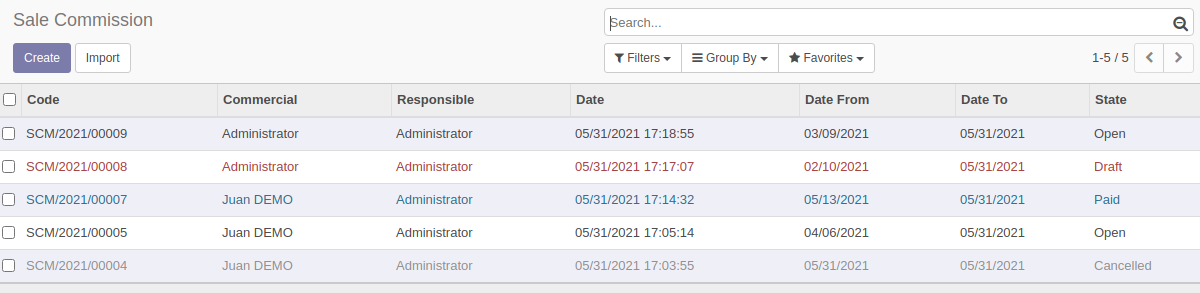 Sale Commission
Search...
Create Import Filters Group By Favorites 1-5 / 5
Code Commercial Responsible Date Date From Date To State
SCM/2021/00009 Administrator Administrator 05/31/2021 17:18:55 03/09/2021 05/31/2021 Open
SCM/2021/00008 Administrator Administrator 05/31/2021 17:17:07 02/10/2021 05/31/2021 Draft
SCM/2021/00007 Juan DEMO Administrator 05/31/2021 17:14:32 05/13/2021 05/31/2021 Paid
SCM/2021/00005 Juan DEMO Administrator 05/31/2021 17:05:14 04/06/2021 05/31/2021 Open
SCM/2021/00004 Juan DEMO Administrator 05/31/2021 17:03:55 05/31/2021 05/31/2021 Cancelled